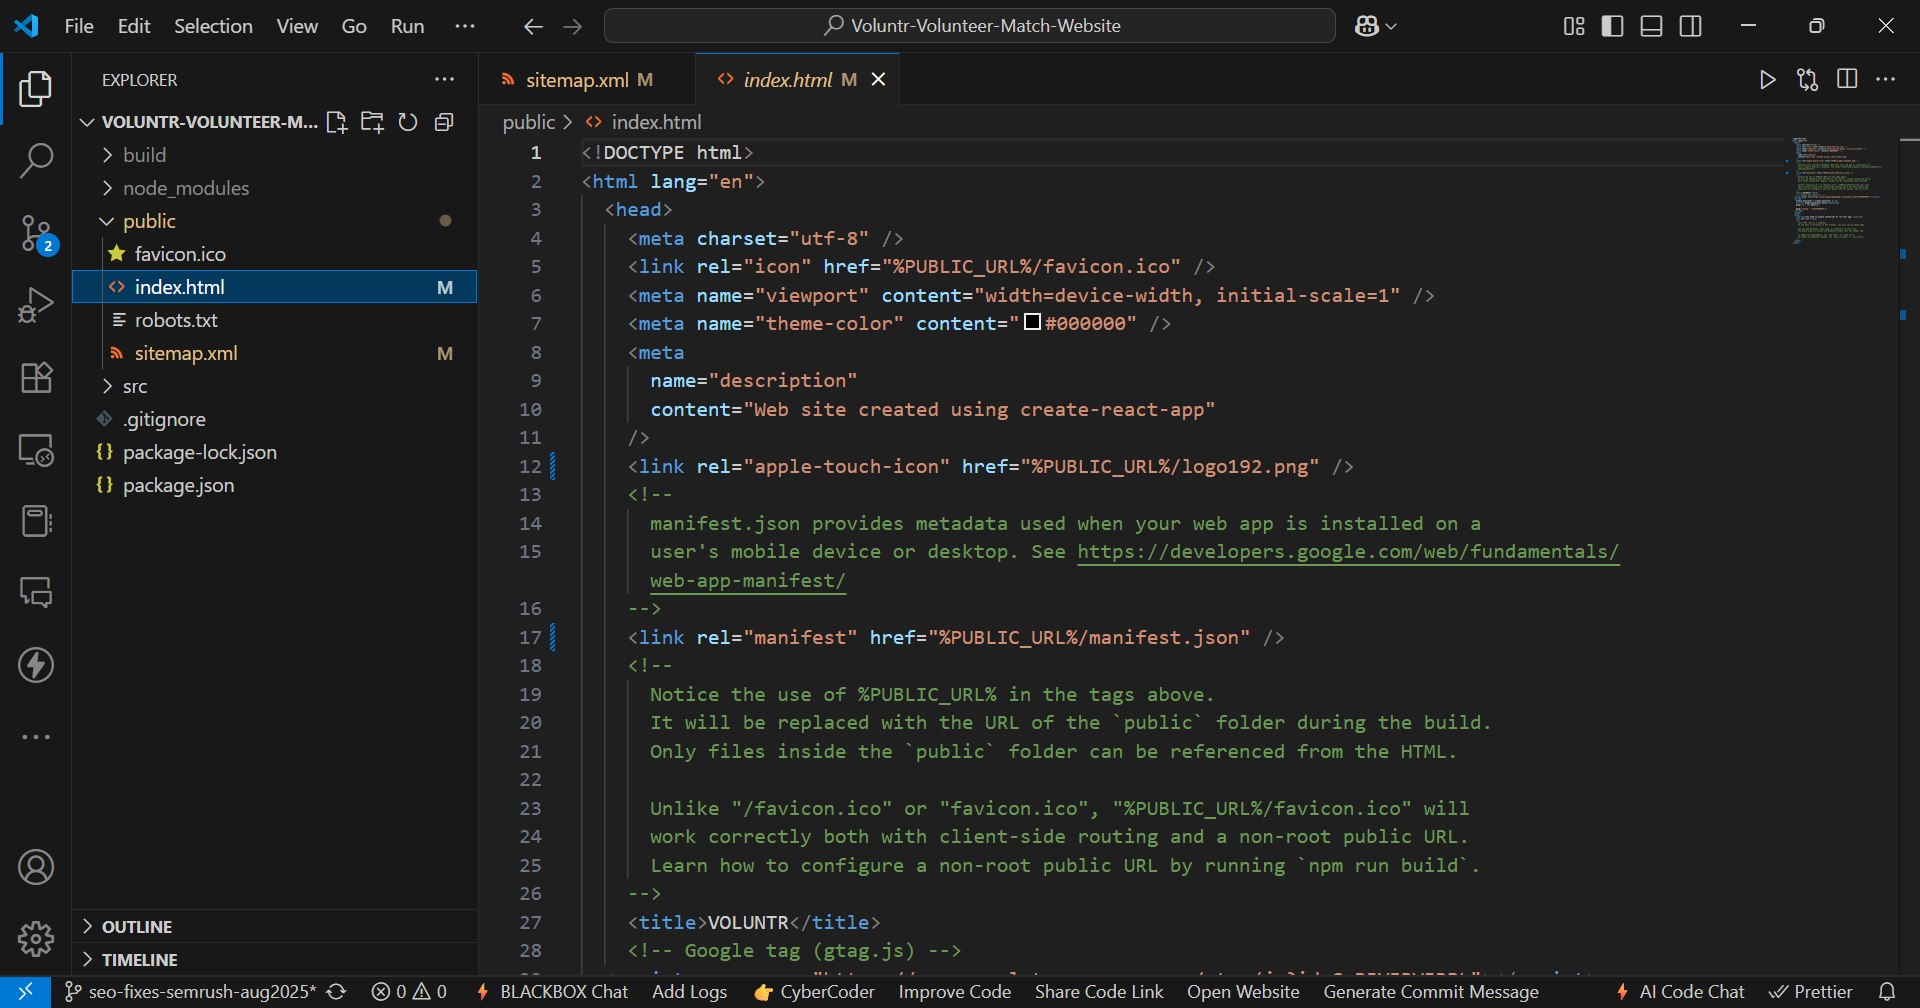 File Edit Selection View Go Run ···
Voluntr-Volunteer-Match-Website
EXPLORER
VOLUNTR-VOLUNTEER-M...
build
node_modules
public
favicon.ico
index.html M
robots.txt
sitemap.xml M
src
.gitignore
package-lock.json
package.json
2
OUTLINE
TIMELINE
sitemap.xml M
index.html M
public > index.html
1 <!DOCTYPE html>
2 <html lang="en">
3 <head>
4 <meta charset="utf-8" />
5 <link rel="icon" href="%PUBLIC_URL%/favicon.ico" />
6 <meta name="viewport" content="width=device-width, initial-scale=1" />
7 <meta name="theme-color" content="#000000" />
8 <meta
9 name="description"
10 content="Web site created using create-react-app"
11 />
12 <link rel="apple-touch-icon" href="%PUBLIC_URL%/logo192.png" />
13 <!--
14 manifest.json provides metadata used when your web app is installed on a
15 user's mobile device or desktop. See https://developers.google.com/web/fundamentals/
web-app-manifest/
16 -->
17 <link rel="manifest" href="%PUBLIC_URL%/manifest.json" />
18 <!--
19 Notice the use of %PUBLIC_URL% in the tags above.
20 It will be replaced with the URL of the `public` folder during the build.
21 Only files inside the `public` folder can be referenced from the HTML.
22
23 Unlike "/favicon.ico" or "favicon.ico", "%PUBLIC_URL%/favicon.ico" will
24 work correctly both with client-side routing and a non-root public URL.
25 Learn how to configure a non-root public URL by running `npm run build`.
26 -->
27 <title>VOLUNTR</title>
28 <!-- Google tag (gtag.js) -->
seo-fixes-semrush-aug2025* 0 0 BLACKBOX Chat Add Logs CyberCoder Improve Code Share Code Link Open Website Generate Commit Message AI Code Chat Prettier